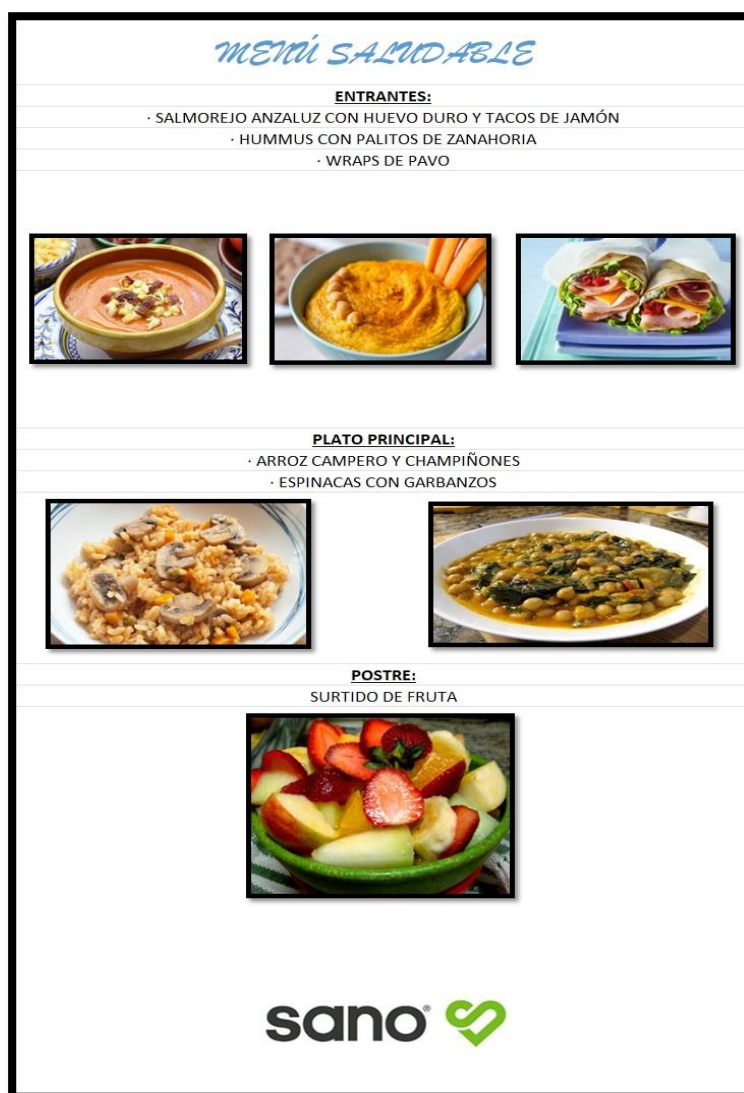 MENÚ SALUDABLE
ENTRANTES:
· SALMOREJO ANZALUZ CON HUEVO DURO Y TACOS DE JAMÓN
· HUMMUS CON PALITOS DE ZANAHORIA
· WRAPS DE PAVO
PLATO PRINCIPAL:
· ARROZ CAMPERO Y CHAMPIÑONES
· ESPINACAS CON GARBANZOS
POSTRE:
SURTIDO DE FRUTA
sano®